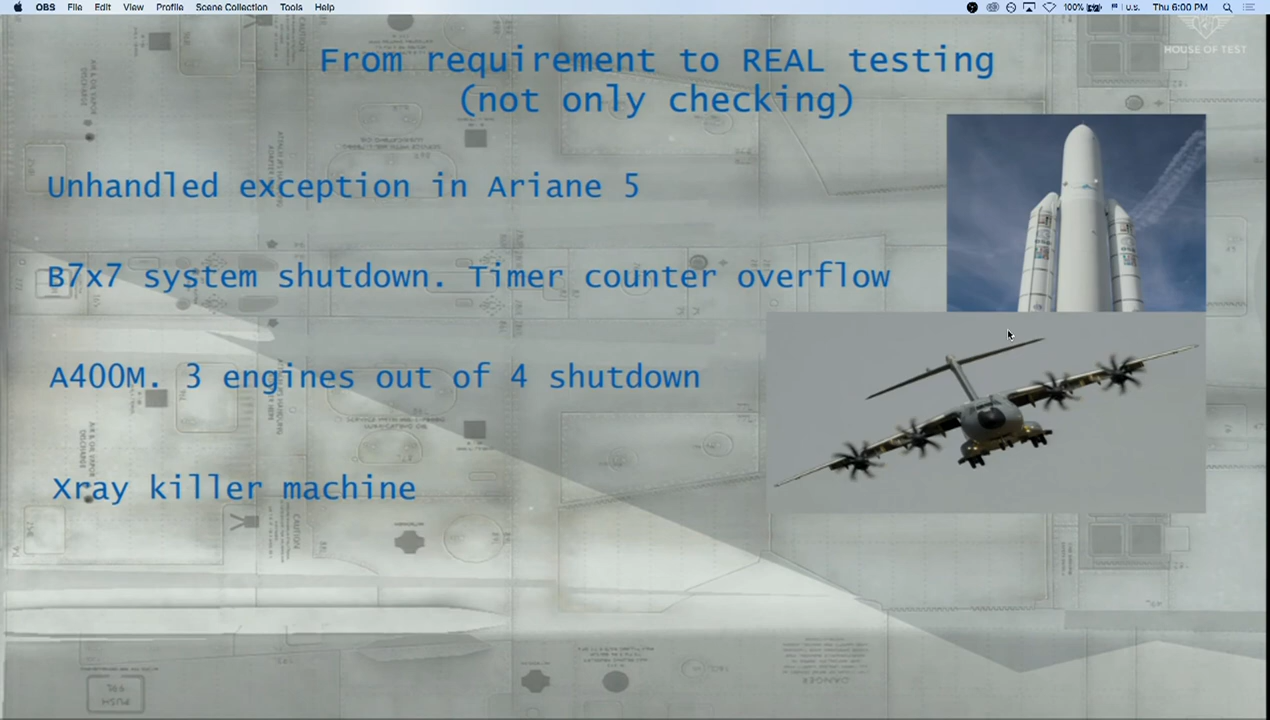 OBS File Edit View Profile Scene Collection Tools Help 100% U.S. Thu 6:00 PM
HOUSE OF TEST
From requirement to REAL testing
(not only checking)
Unhandled exception in Ariane 5
B7x7 system shutdown. Timer counter overflow
A400M. 3 engines out of 4 shutdown
Xray killer machine
DANGER